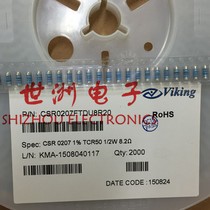 Viking
世洲电子
P/N: CSR0207FTDU8R20
RoHS
SHIZHOU ELECTRONICS
Spec: CSR 0207 1% TCR50 1/2W 8.2Ω
L/N: KMA-1508040117 Qty: 2000
DATE CODE : 150824